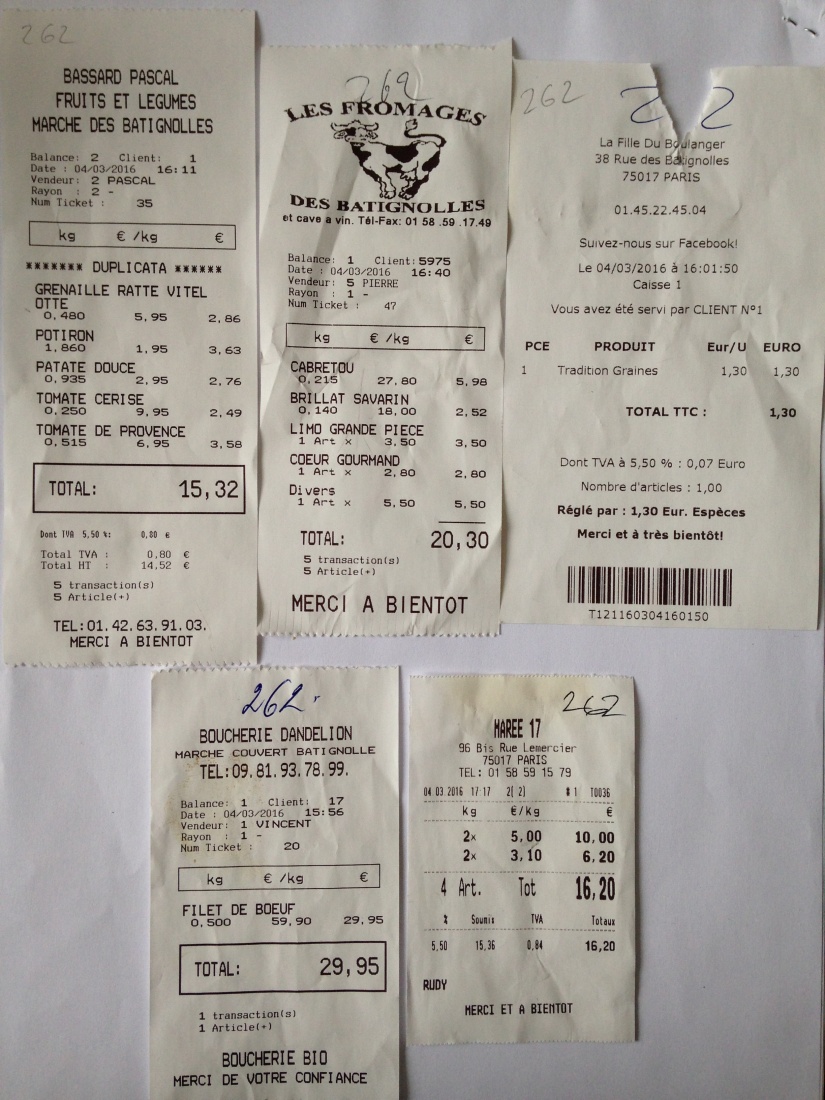 262
BASSARD PASCAL
FRUITS ET LEGUMES
MARCHE DES BATIGNOLLES
Balance: 2 Client: 1
Date : 04/03/2016 16:11
Vendeur: 2 PASCAL
Rayon : 2 -
Num Ticket : 35
kg € /kg €
******* DUPLICATA ******
GRENAILLE RATTE VITEL
OTTE
0,480 5,95 2,86
POTIRON
1,860 1,95 3,63
PATATE DOUCE
0,935 2,95 2,76
TOMATE CERISE
0,250 9,95 2,49
TOMATE DE PROVENCE
0,515 6,95 3,58
TOTAL: 15,32
Dont TVA 5,50 %: 0,80 €
Total TVA : 0,80 €
Total HT : 14,52 €
5 transaction(s)
5 Article(+)
TEL:01.42.63.91.03.
MERCI A BIENTOT
262
LES FROMAGES
DES BATIGNOLLES
et cave a vin. Tél-Fax: 01 58 .59 .17.49
Balance: 1 Client:5975
Date : 04/03/2016 16:40
Vendeur: 5 PIERRE
Rayon : 1 -
Num Ticket : 47
kg € /kg €
CABRETOU
0,215 27,80 5,98
BRILLAT SAVARIN
0,140 18,00 2,52
LIMO GRANDE PIECE
1 Art x 3,50 3,50
COEUR GOURMAND
1 Art x 2,80 2,80
Divers
1 Art x 5,50 5,50
TOTAL: 20,30
5 transaction(s)
5 Article(+)
MERCI A BIENTOT
262
La Fille Du Boulanger
38 Rue des Batignolles
75017 PARIS
01.45.22.45.04
Suivez-nous sur Facebook!
Le 04/03/2016 à 16:01:50
Caisse 1
Vous avez été servi par CLIENT N°1
PCE PRODUIT Eur/U EURO
1 Tradition Graines 1,30 1,30
TOTAL TTC : 1,30
Dont TVA à 5,50 % : 0,07 Euro
Nombre d'articles : 1,00
Réglé par : 1,30 Eur. Espèces
Merci et à très bientôt!
T121160304160150
262
BOUCHERIE DANDELION
MARCHE COUVERT BATIGNOLLE
TEL:09.81.93.78.99.
Balance: 1 Client: 17
Date : 04/03/2016 15:56
Vendeur: 1 VINCENT
Rayon : 1 -
Num Ticket : 20
kg € /kg €
FILET DE BOEUF
0,500 59,90 29,95
TOTAL: 29,95
1 transaction(s)
1 Article(+)
BOUCHERIE BIO
MERCI DE VOTRE CONFIANCE
262
MAREE 17
96 Bis Rue Lemercier
75017 PARIS
TEL: 01 58 59 15 79
04.03.2016 17:17 2[ 2] #1 T0036
kg €/kg €
2x 5,00 10,00
2x 3,10 6,20
4 Art. Tot 16,20
% Soumis TVA Totaux
5,50 15,36 0,84 16,20
RUDY
MERCI ET A BIENTOT